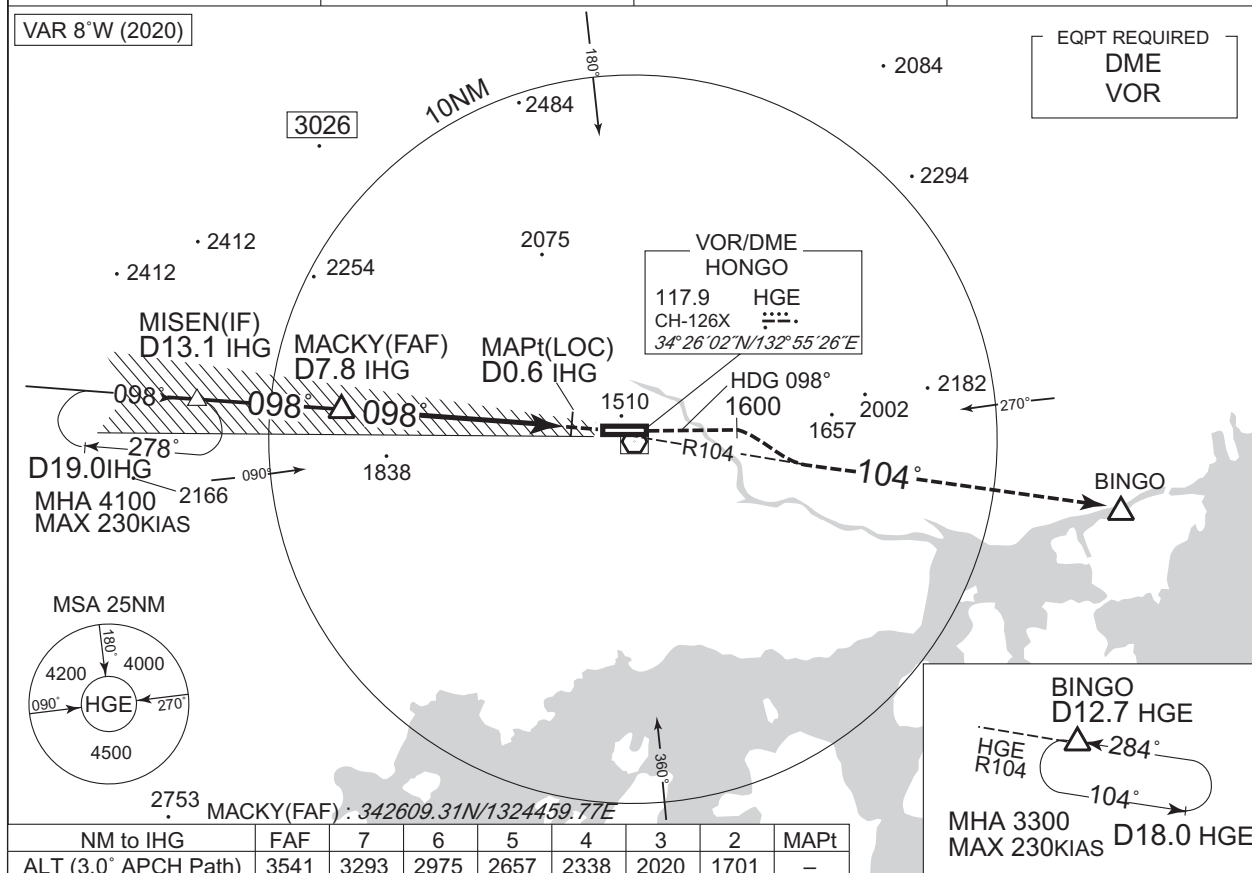 VAR 8˚W (2020)
EQPT REQUIRED
DME
VOR
180˚
10NM
2484
2084
3026
2294
2412
2412
2254
2075
VOR/DME
HONGO
117.9 HGE
CH-126X
34°26´02˝N/132°55´26˝E
MISEN(IF)
D13.1 IHG
MACKY(FAF)
D7.8 IHG
MAPt(LOC)
D0.6 IHG
098˚
098˚
098˚
1510
HDG 098°
1600
2182
2002
1657
270˚
278˚
D19.0IHG
2166
090˚
MHA 4100
MAX 230KIAS
1838
R104
104˚
BINGO
MSA 25NM
180˚
4200
4000
090˚
HGE
270˚
4500
360˚
2753
MACKY(FAF) : 342609.31N/1324459.77E
BINGO
D12.7 HGE
HGE
R104
284˚
104˚
MHA 3300
MAX 230KIAS
D18.0 HGE
NM to IHG FAF 7 6 5 4 3 2 MAPt
ALT (3.0˚ APCH Path) 3541 3293 2975 2657 2338 2020 1701 –